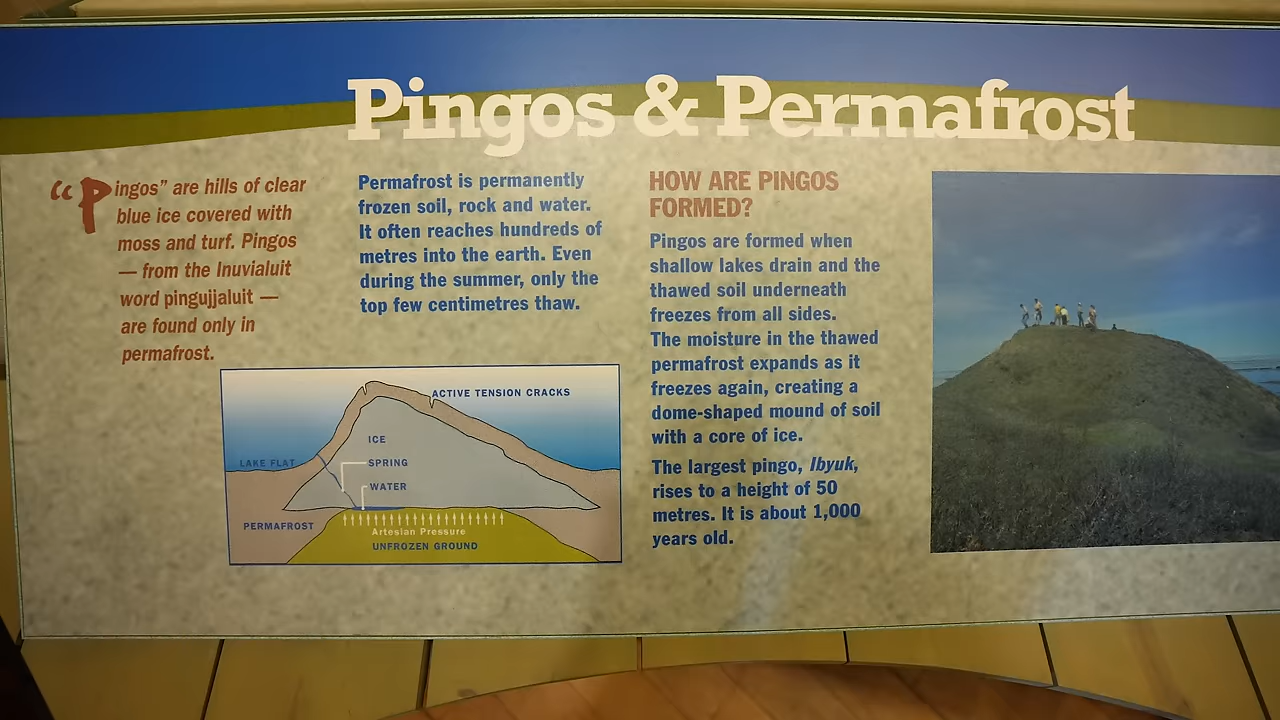 Pingos & Permafrost
“Pingos” are hills of clear
blue ice covered with
moss and turf. Pingos
— from the Inuvialuit
word pingujjaluit —
are found only in
permafrost.
Permafrost is permanently
frozen soil, rock and water.
It often reaches hundreds of
metres into the earth. Even
during the summer, only the
top few centimetres thaw.
ACTIVE TENSION CRACKS
ICE
LAKE FLAT
SPRING
WATER
PERMAFROST
Artesian Pressure
UNFROZEN GROUND
HOW ARE PINGOS
FORMED?
Pingos are formed when
shallow lakes drain and the
thawed soil underneath
freezes from all sides.
The moisture in the thawed
permafrost expands as it
freezes again, creating a
dome-shaped mound of soil
with a core of ice.
The largest pingo, Ibyuk,
rises to a height of 50
metres. It is about 1,000
years old.